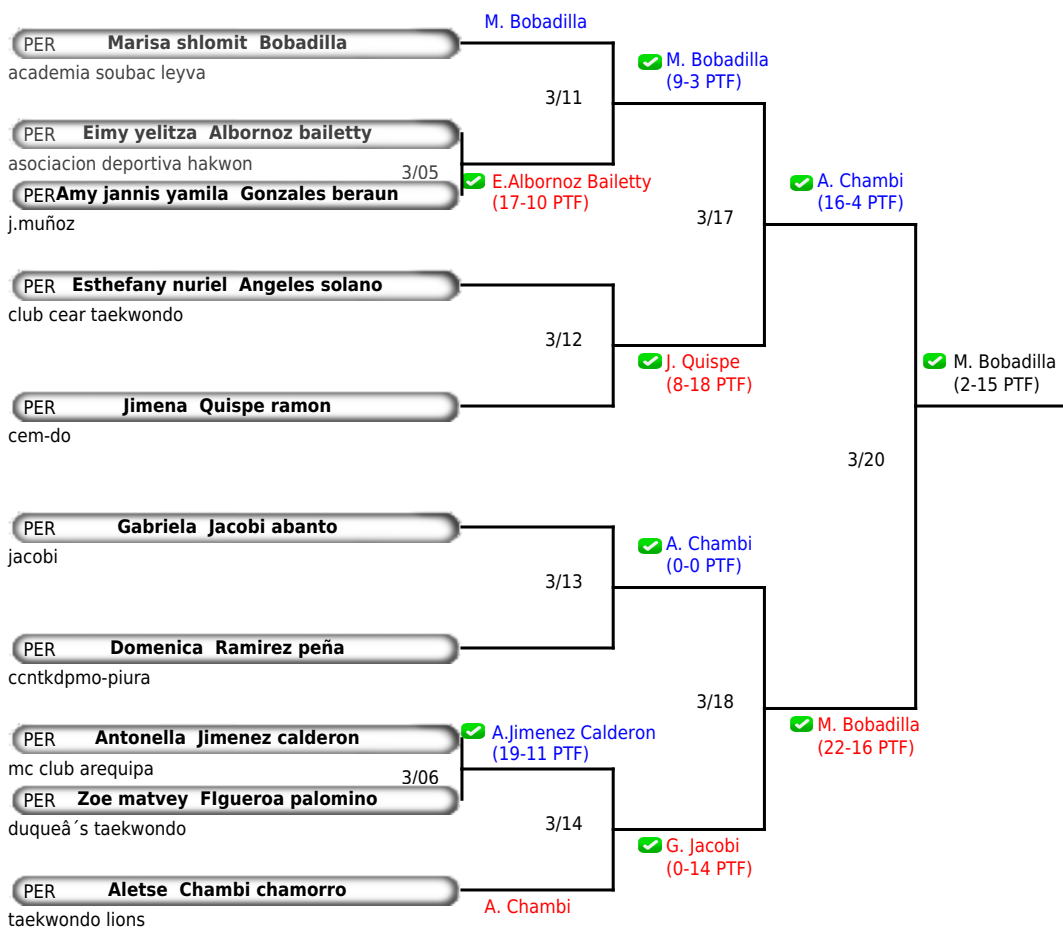 M. Bobadilla
PER Marisa shlomit Bobadilla
academia soubac leyva
M. Bobadilla
(9-3 PTF)
3/11
PER Eimy yelitza Albornoz bailetty
asociacion deportiva hakwon
3/05
E.Albornoz Bailetty
(17-10 PTF)
PER Amy jannis yamila Gonzales beraun
j.muñoz
A. Chambi
(16-4 PTF)
3/17
PER Esthefany nuriel Angeles solano
club cear taekwondo
3/12
J. Quispe
(8-18 PTF)
M. Bobadilla
(2-15 PTF)
PER Jimena Quispe ramon
cem-do
3/20
PER Gabriela Jacobi abanto
jacobi
A. Chambi
(0-0 PTF)
3/13
PER Domenica Ramirez peña
ccntkdpmo-piura
3/18
M. Bobadilla
(22-16 PTF)
PER Antonella Jimenez calderon
mc club arequipa
A.Jimenez Calderon
(19-11 PTF)
3/06
PER Zoe matvey FIgueroa palomino
duqueâ´s taekwondo
3/14
G. Jacobi
(0-14 PTF)
PER Aletse Chambi chamorro
taekwondo lions
A. Chambi